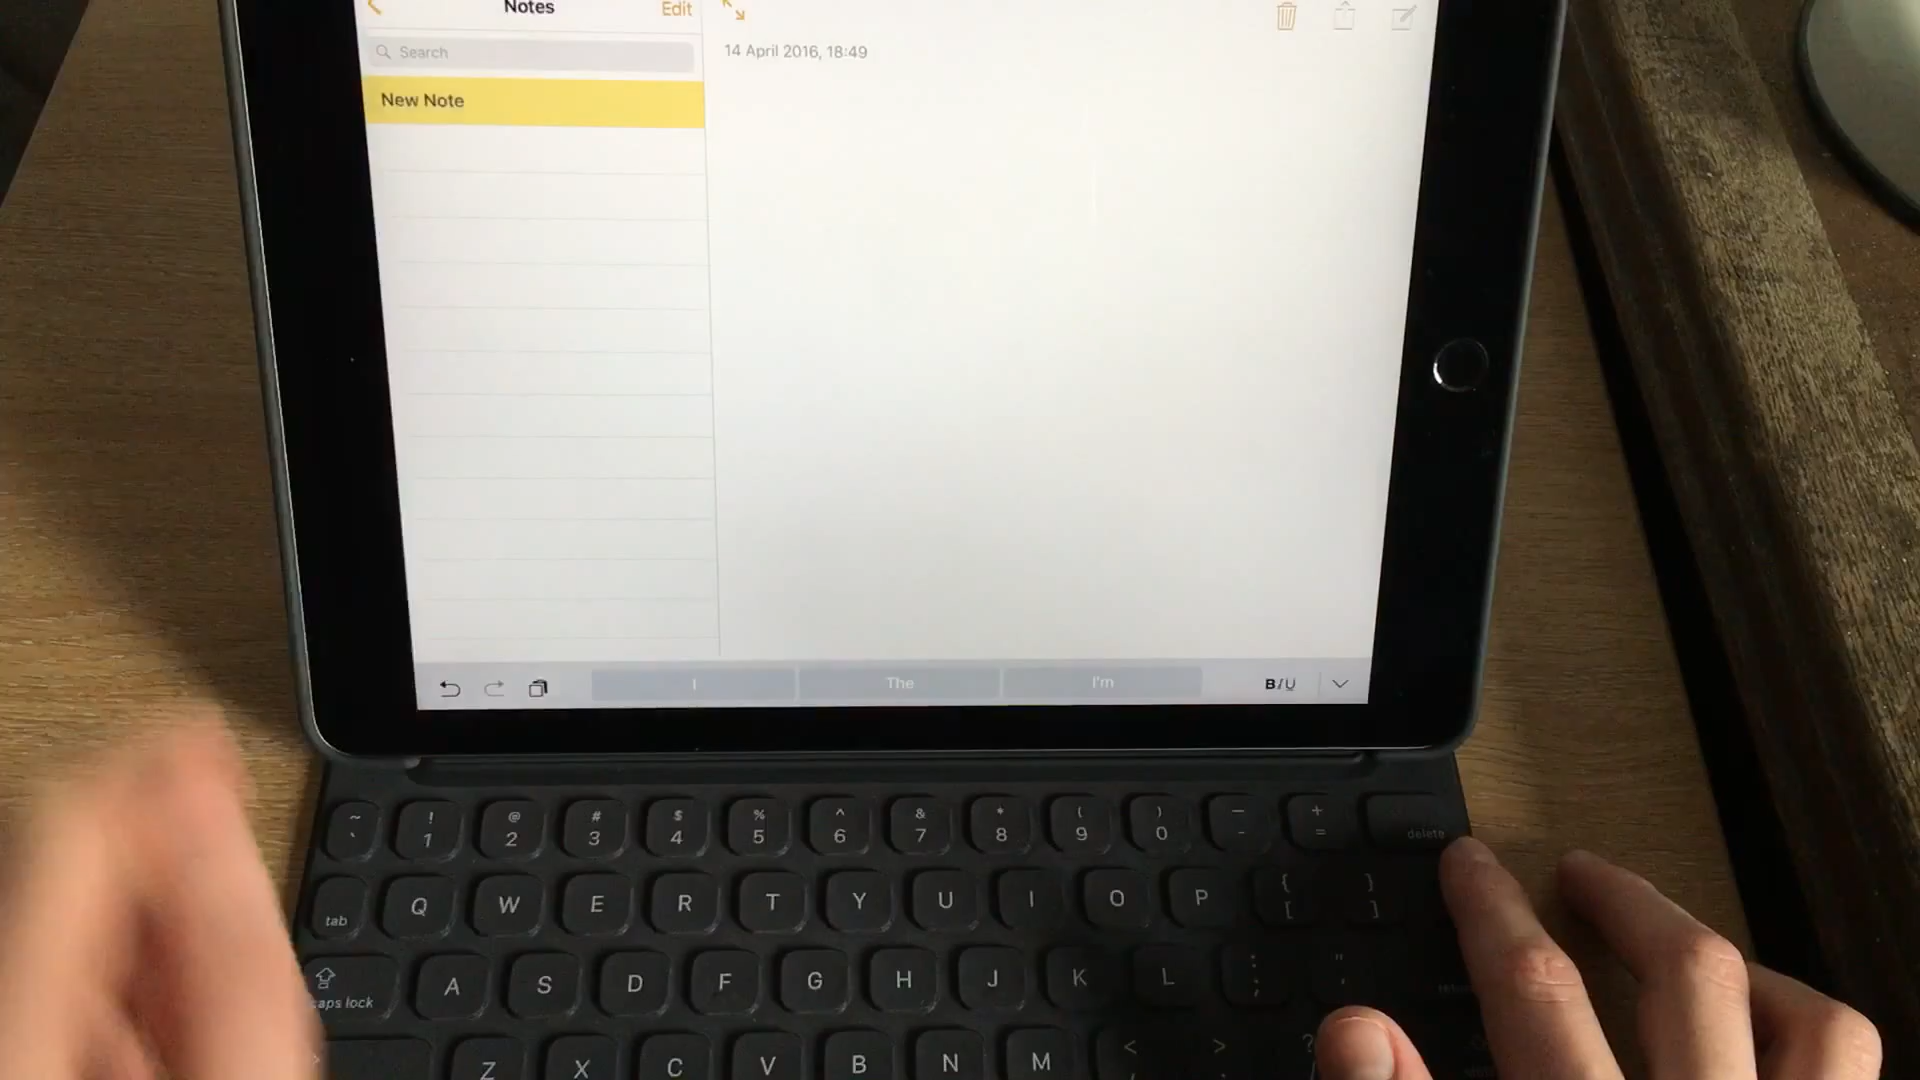 Notes
Edit
Search
14 April 2016, 18:49
New Note
I
The
I'm
B I U
~ ! @ # $ % ^ & * ( ) — +
` 1 2 3 4 5 6 7 8 9 0 - = delete
tab Q W E R T Y U I O P { [ } ]
caps lock A S D F G H J K L : ; " '
Z X C V B N M < > ?